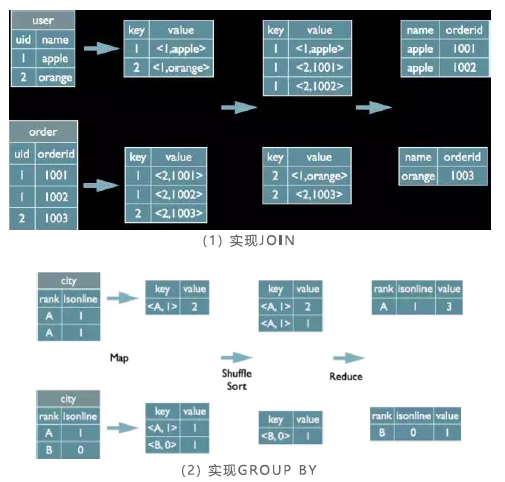 user
uid name
1 apple
2 orange
key value
1 <1,apple>
2 <1,orange>
key value
1 <1,apple>
1 <2,1001>
1 <2,1002>
name orderid
apple 1001
apple 1002
order
uid orderid
1 1001
1 1002
2 1003
key value
1 <2,1001>
1 <2,1002>
2 <2,1003>
key value
2 <1,orange>
2 <2,1003>
name orderid
orange 1003
(1) 实现JOIN
city
rank isonline
A 1
A 1
key value
<A, 1> 2
key value
<A, 1> 2
<A, 1> 1
rank isonline value
A 1 3
Map
Shuffle
Sort
Reduce
city
rank isonline
A 1
B 0
key value
<A, 1> 1
<B, 0> 1
key value
<B, 0> 1
rank isonline value
B 0 1
(2) 实现GROUP BY